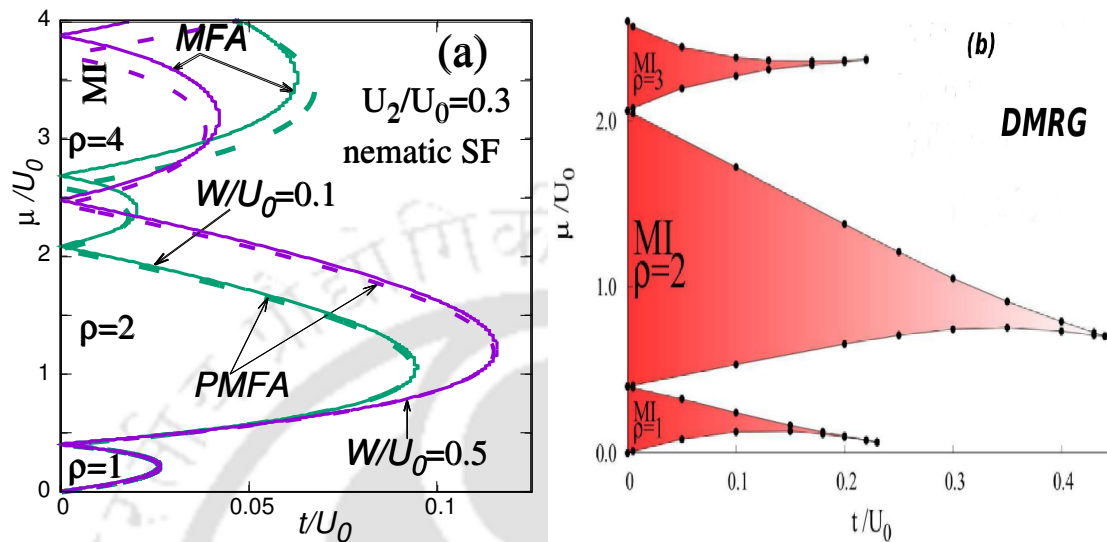 4
3
2
1
0
μ/U₀
0
0.05
0.1
t/U₀
MFA
(a)
MI
U₂/U₀=0.3
ρ=4
nematic SF
W/U₀=0.1
ρ=2
PMFA
W/U₀=0.5
ρ=1
(b)
DMRG
MI
ρ=3
MI
ρ=2
MI
ρ=1
2.0
1.0
0.0
μ/U₀
0
0.1
0.2
0.3
0.4
t/U₀